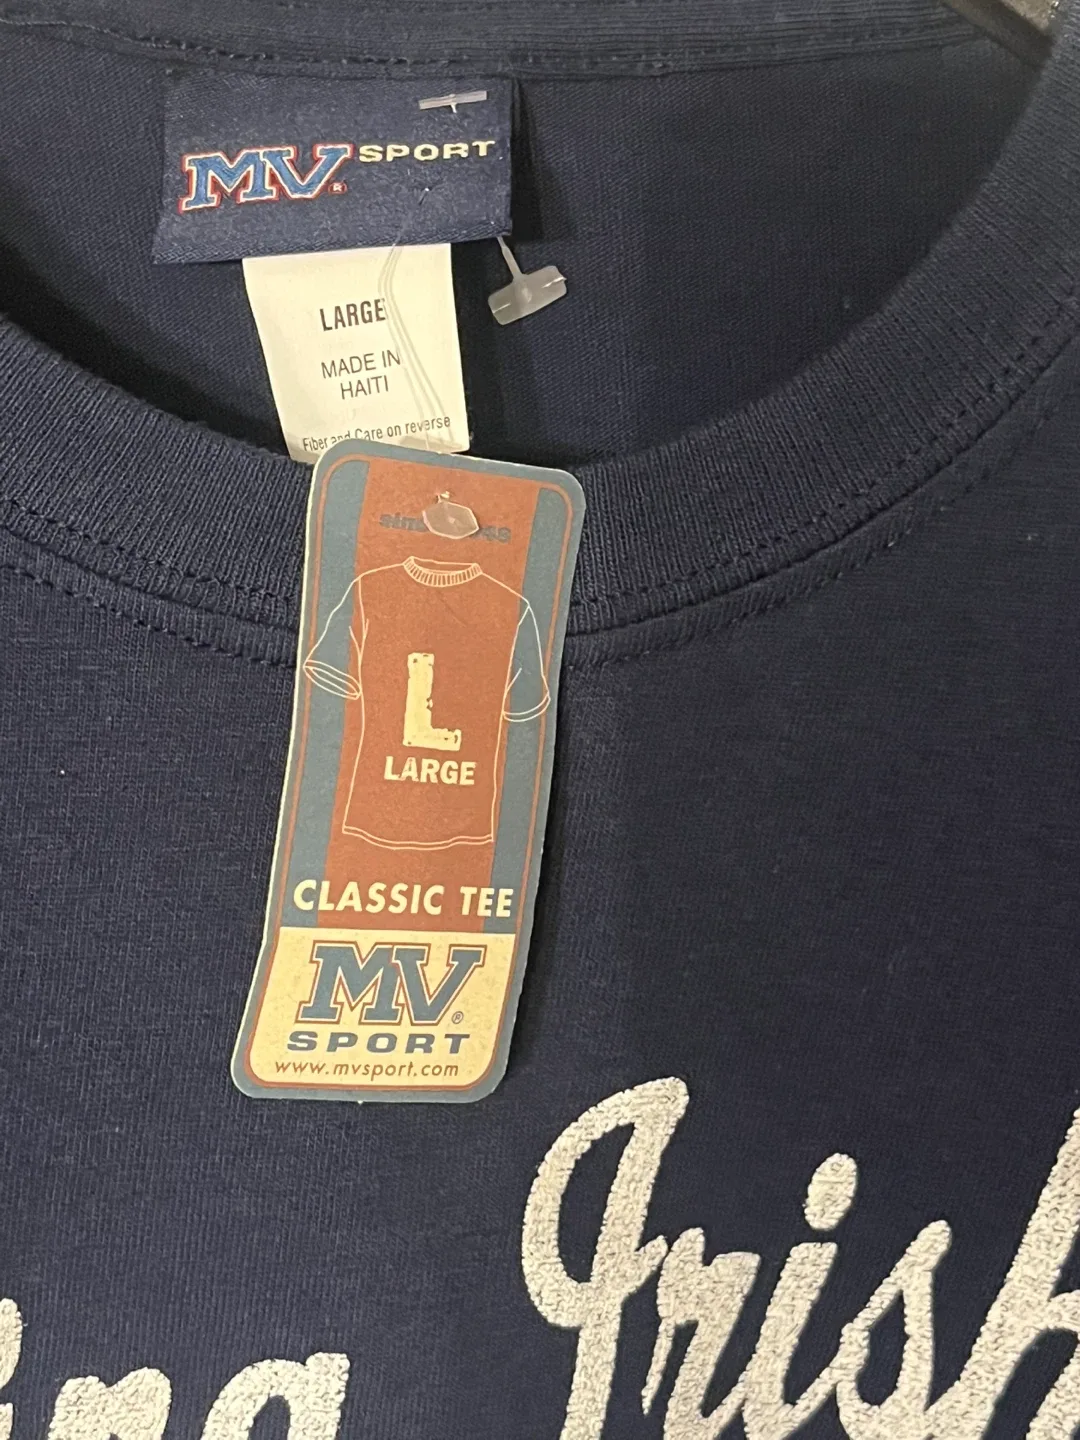 MV® SPORT
LARGE
MADE IN
HAITI
Fiber and Care on reverse
L
LARGE
CLASSIC TEE
MV®
SPORT
www.mvsport.com
Irish